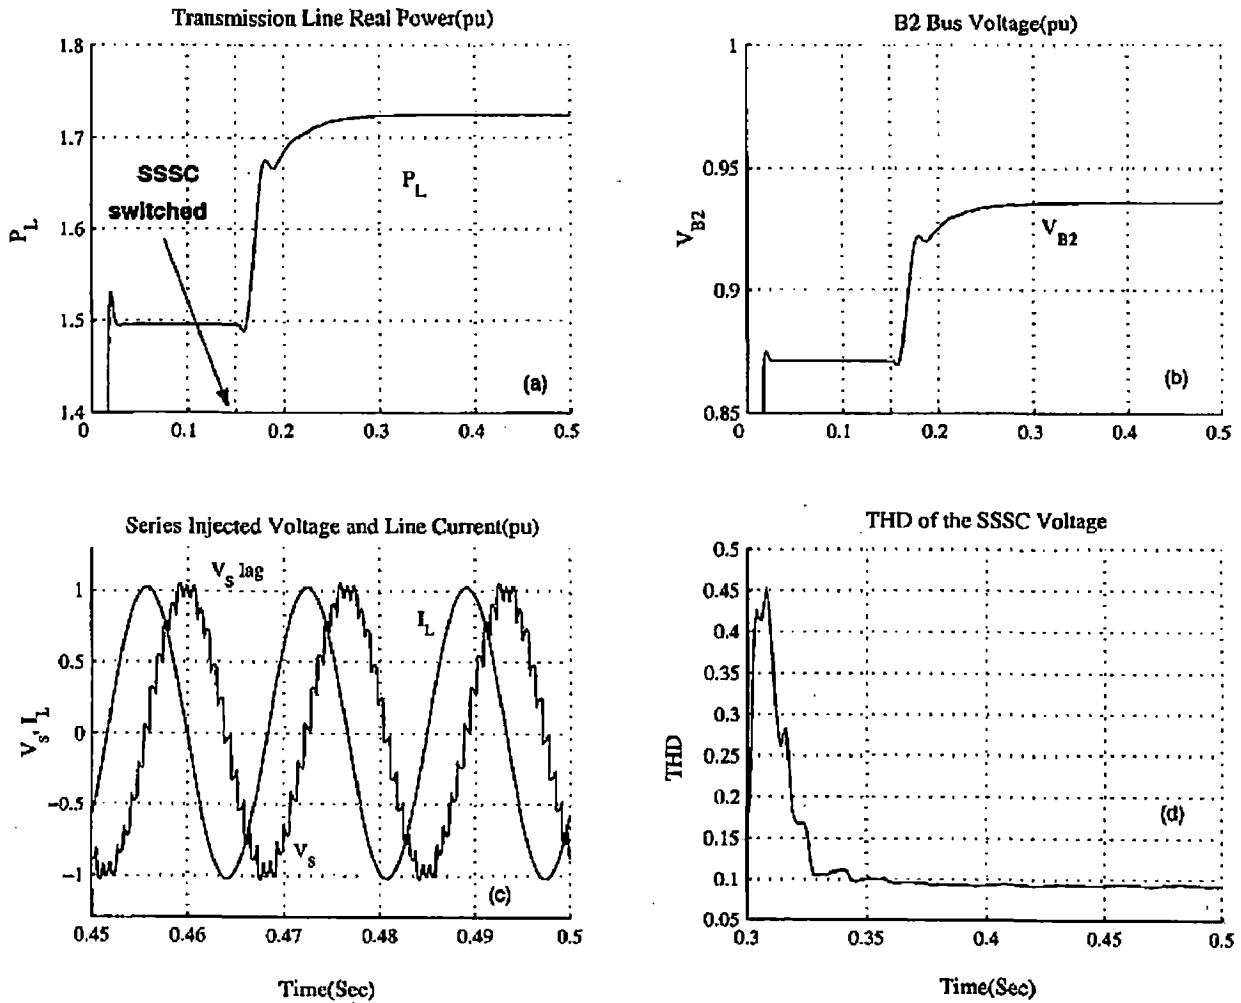 Transmission Line Real Power(pu)
1.8
1.7
1.6
1.5
1.4
P_L
SSSC
switched
P_L
(a)
0
0.1
0.2
0.3
0.4
0.5
B2 Bus Voltage(pu)
1
0.95
0.9
0.85
V_B2
V_B2
(b)
0
0.1
0.2
0.3
0.4
0.5
Series Injected Voltage and Line Current(pu)
1
0.5
0
-0.5
-1
V_s, I_L
V_S lag
I_L
V_S
(c)
0.45
0.46
0.47
0.48
0.49
0.5
Time(Sec)
THD of the SSSC Voltage
0.5
0.45
0.4
0.35
0.3
0.25
0.2
0.15
0.1
0.05
THD
(d)
0.3
0.35
0.4
0.45
0.5
Time(Sec)